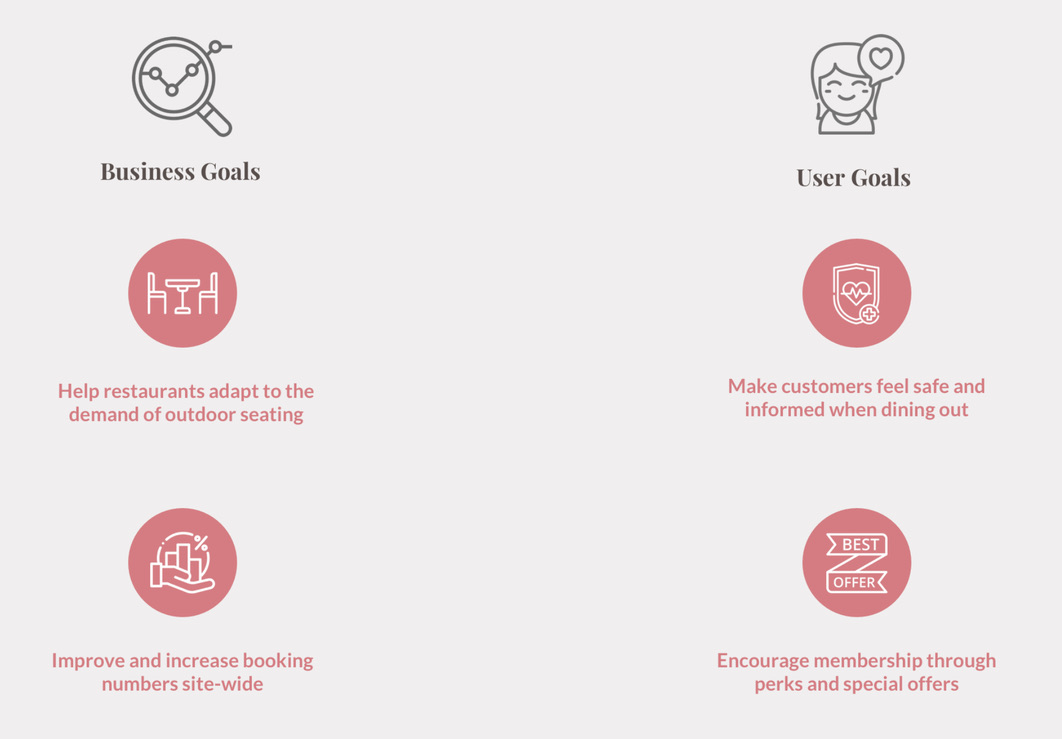 Business Goals
User Goals
Help restaurants adapt to the
demand of outdoor seating
Make customers feel safe and
informed when dining out
%
BEST
OFFER
Improve and increase booking
numbers site-wide
Encourage membership through
perks and special offers